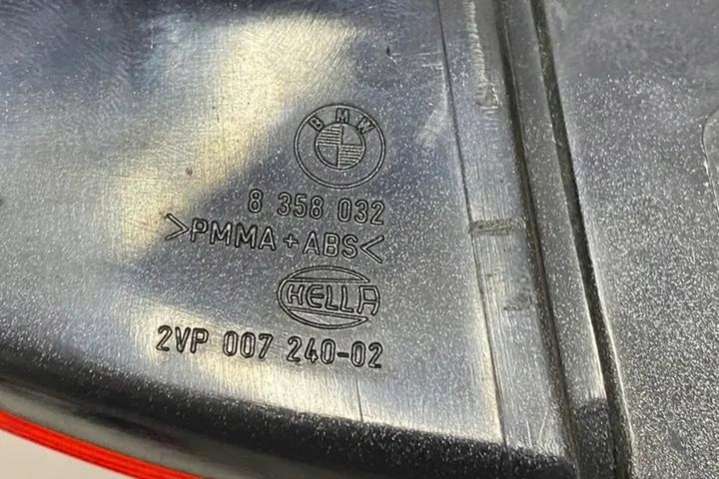 BMW
8 358 032
>PMMA+ABS<
HELLA
2VP 007 240-02